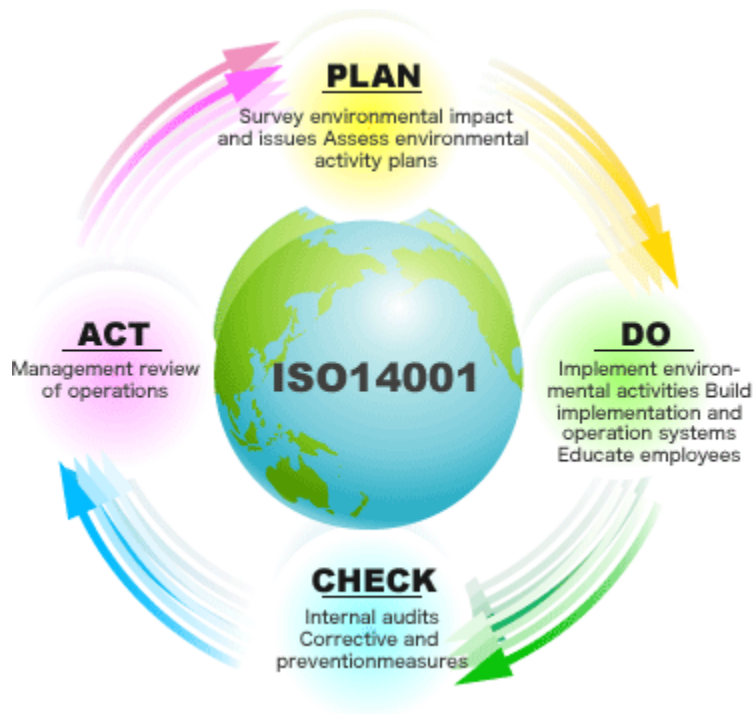 PLAN
Survey environmental impact
and issues Assess environmental
activity plans
ACT
Management review
of operations
ISO14001
DO
Implement environ-
mental activities Build
implementation and
operation systems
Educate employees
CHECK
Internal audits
Corrective and
preventionmeasures